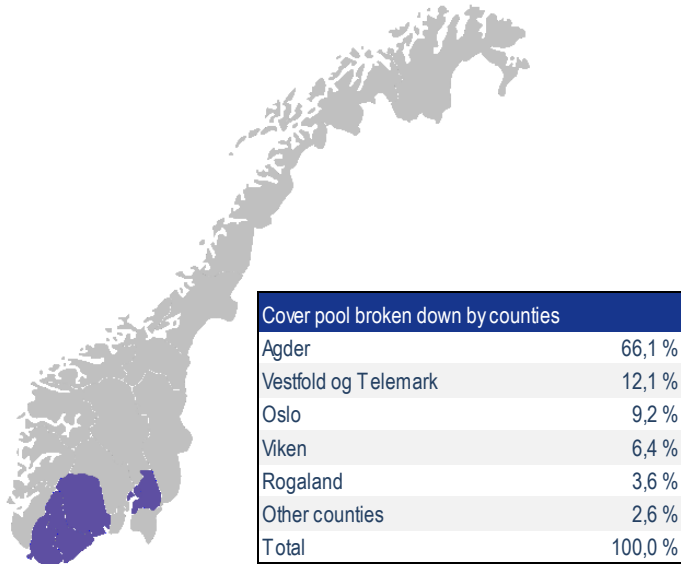 Cover pool broken down by counties
Agder 66,1 %
Vestfold og Telemark 12,1 %
Oslo 9,2 %
Viken 6,4 %
Rogaland 3,6 %
Other counties 2,6 %
Total 100,0 %